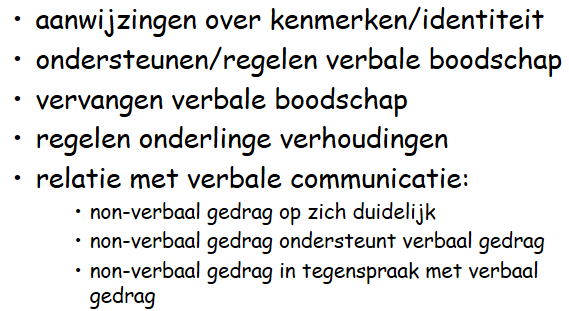 • aanwijzingen over kenmerken/identiteit
• ondersteunen/regelen verbale boodschap
• vervangen verbale boodschap
• regelen onderlinge verhoudingen
• relatie met verbale communicatie:
• non-verbaal gedrag op zich duidelijk
• non-verbaal gedrag ondersteunt verbaal gedrag
• non-verbaal gedrag in tegenspraak met verbaal
gedrag